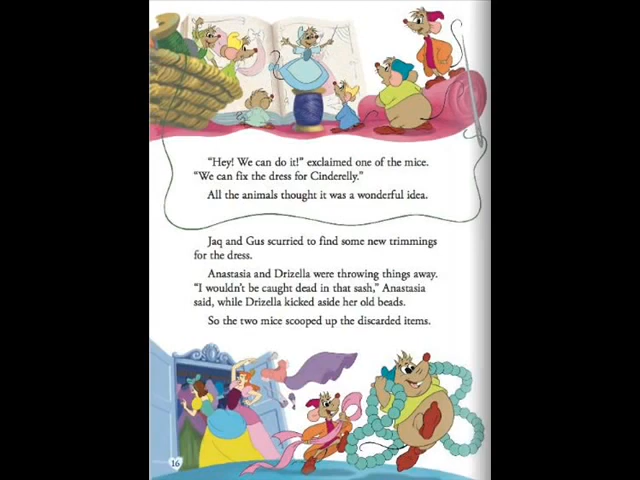 "Hey! We can do it!" exclaimed one of the mice.
"We can fix the dress for Cinderelly."
All the animals thought it was a wonderful idea.
Jaq and Gus scurried to find some new trimmings
for the dress.
Anastasia and Drizella were throwing things away.
"I wouldn't be caught dead in that sash," Anastasia
said, while Drizella kicked aside her old beads.
So the two mice scooped up the discarded items.
16